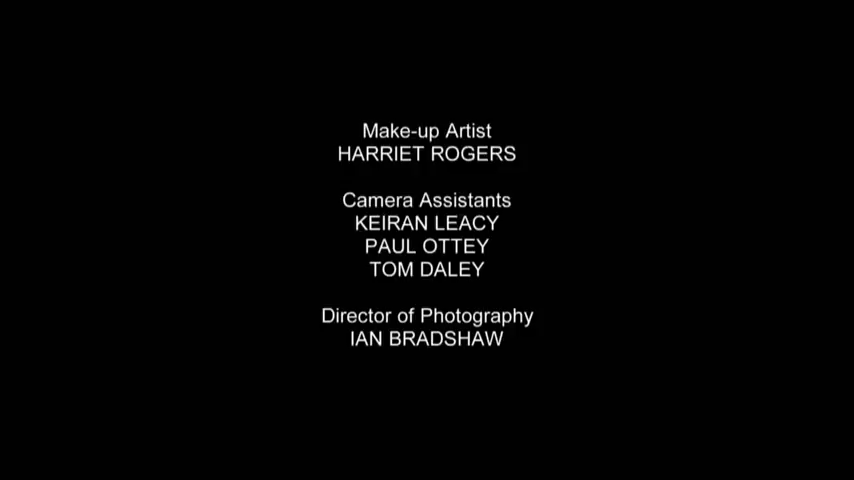 Make-up Artist
HARRIET ROGERS
Camera Assistants
KEIRAN LEACY
PAUL OTTEY
TOM DALEY
Director of Photography
IAN BRADSHAW